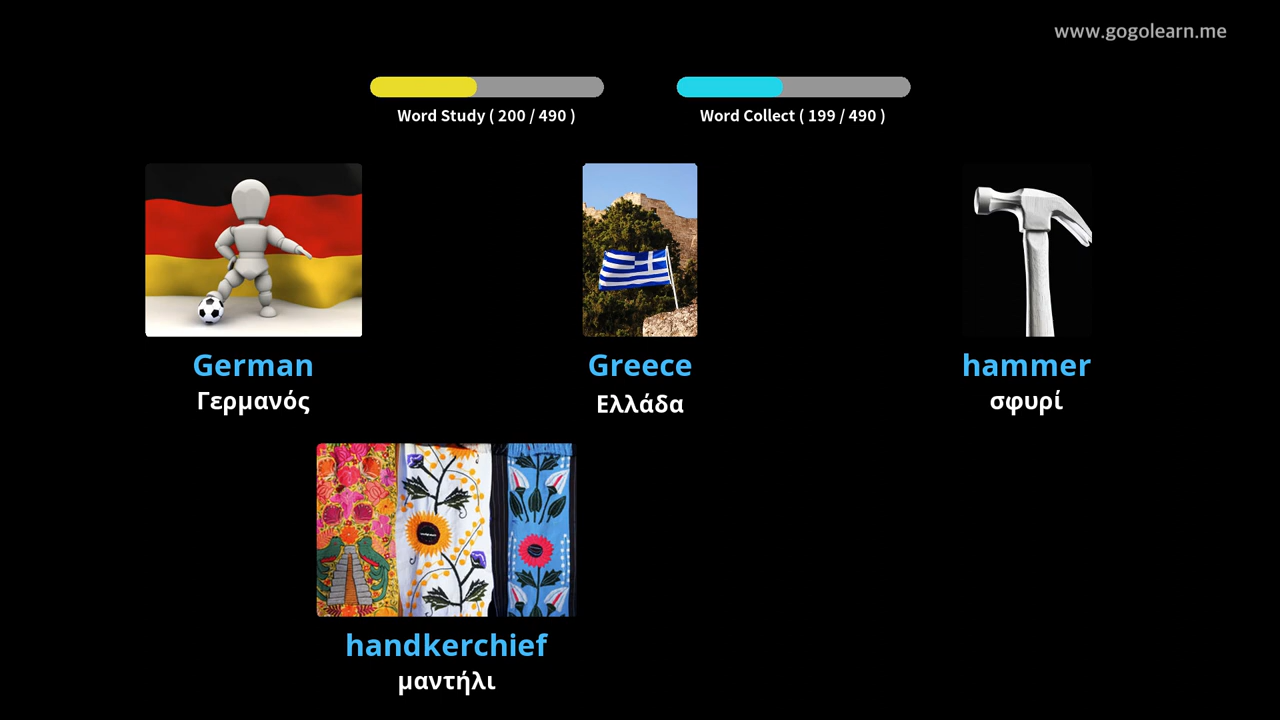 www.gogolearn.me
Word Study ( 200 / 490 )
Word Collect ( 199 / 490 )
German
Γερμανός
Greece
Ελλάδα
hammer
σφυρί
handkerchief
μαντήλι